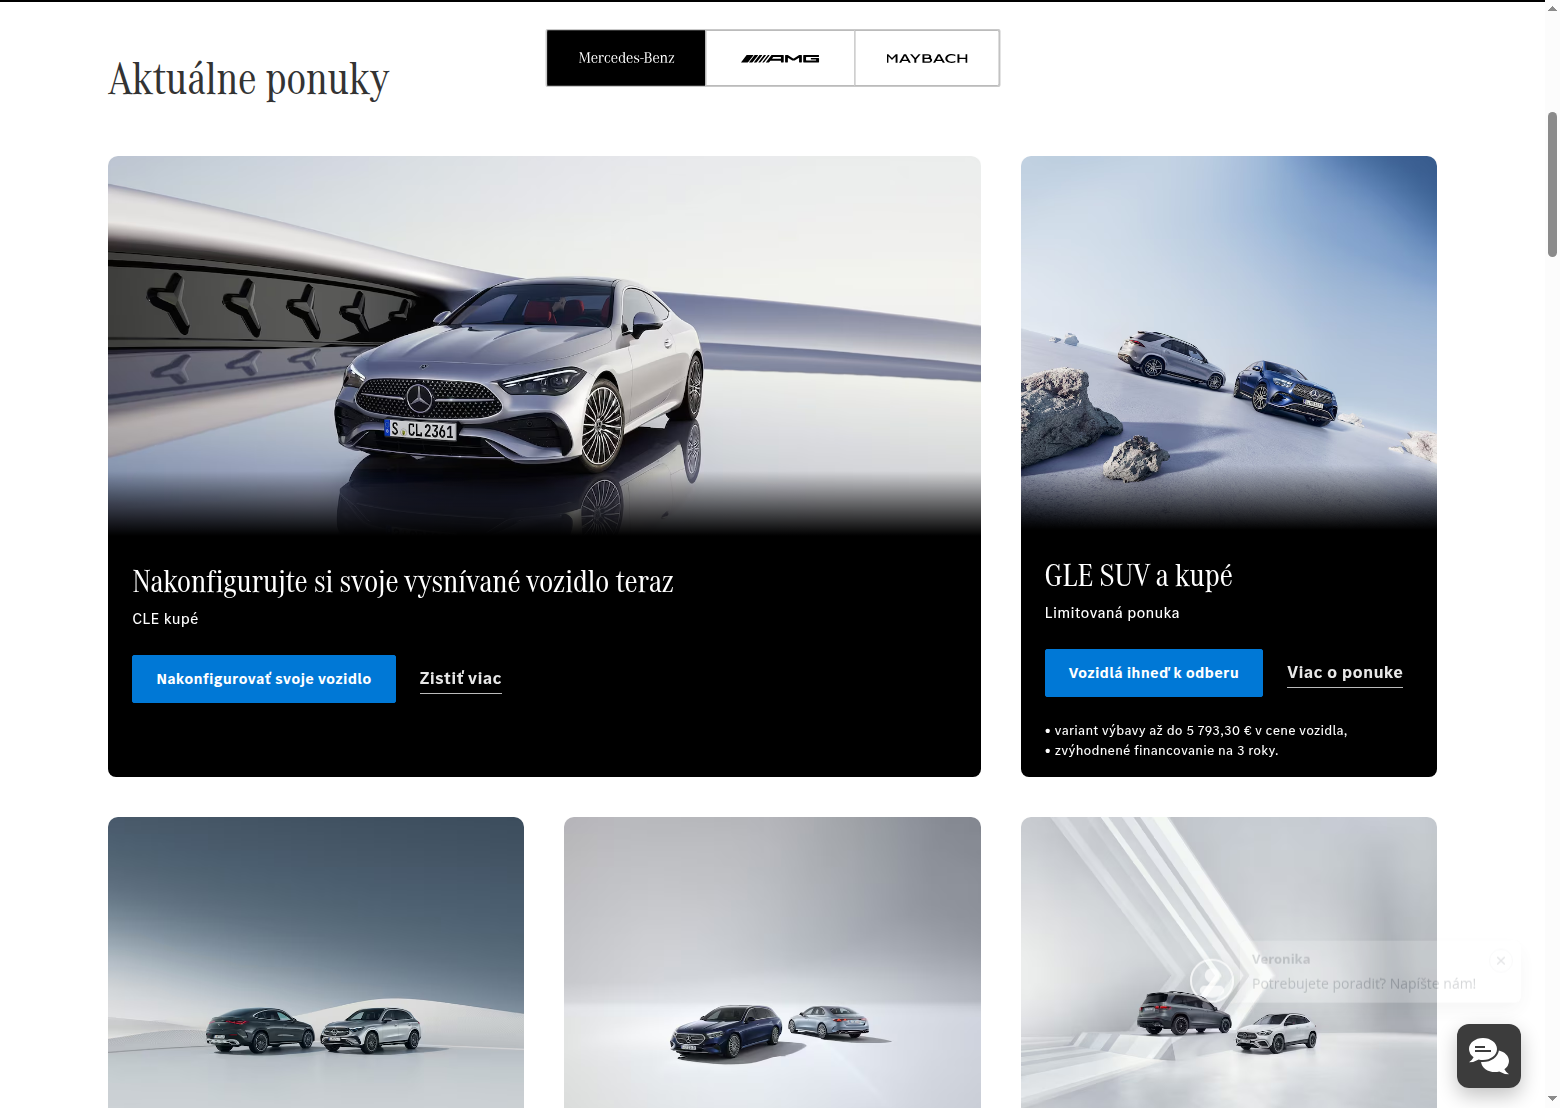 Aktuálne ponuky
Mercedes-Benz
AMG
MAYBACH
S CL 2361
Nakonfigurujte si svoje vysnívané vozidlo teraz
CLE kupé
Nakonfigurovať svoje vozidlo
Zistiť viac
GLE SUV a kupé
Limitovaná ponuka
Vozidlá ihneď k odberu
Viac o ponuke
• variant výbavy až do 5 793,30 € v cene vozidla,
• zvýhodnené financovanie na 3 roky.
Veronika
Potrebujete poradiť? Napíšte nám!